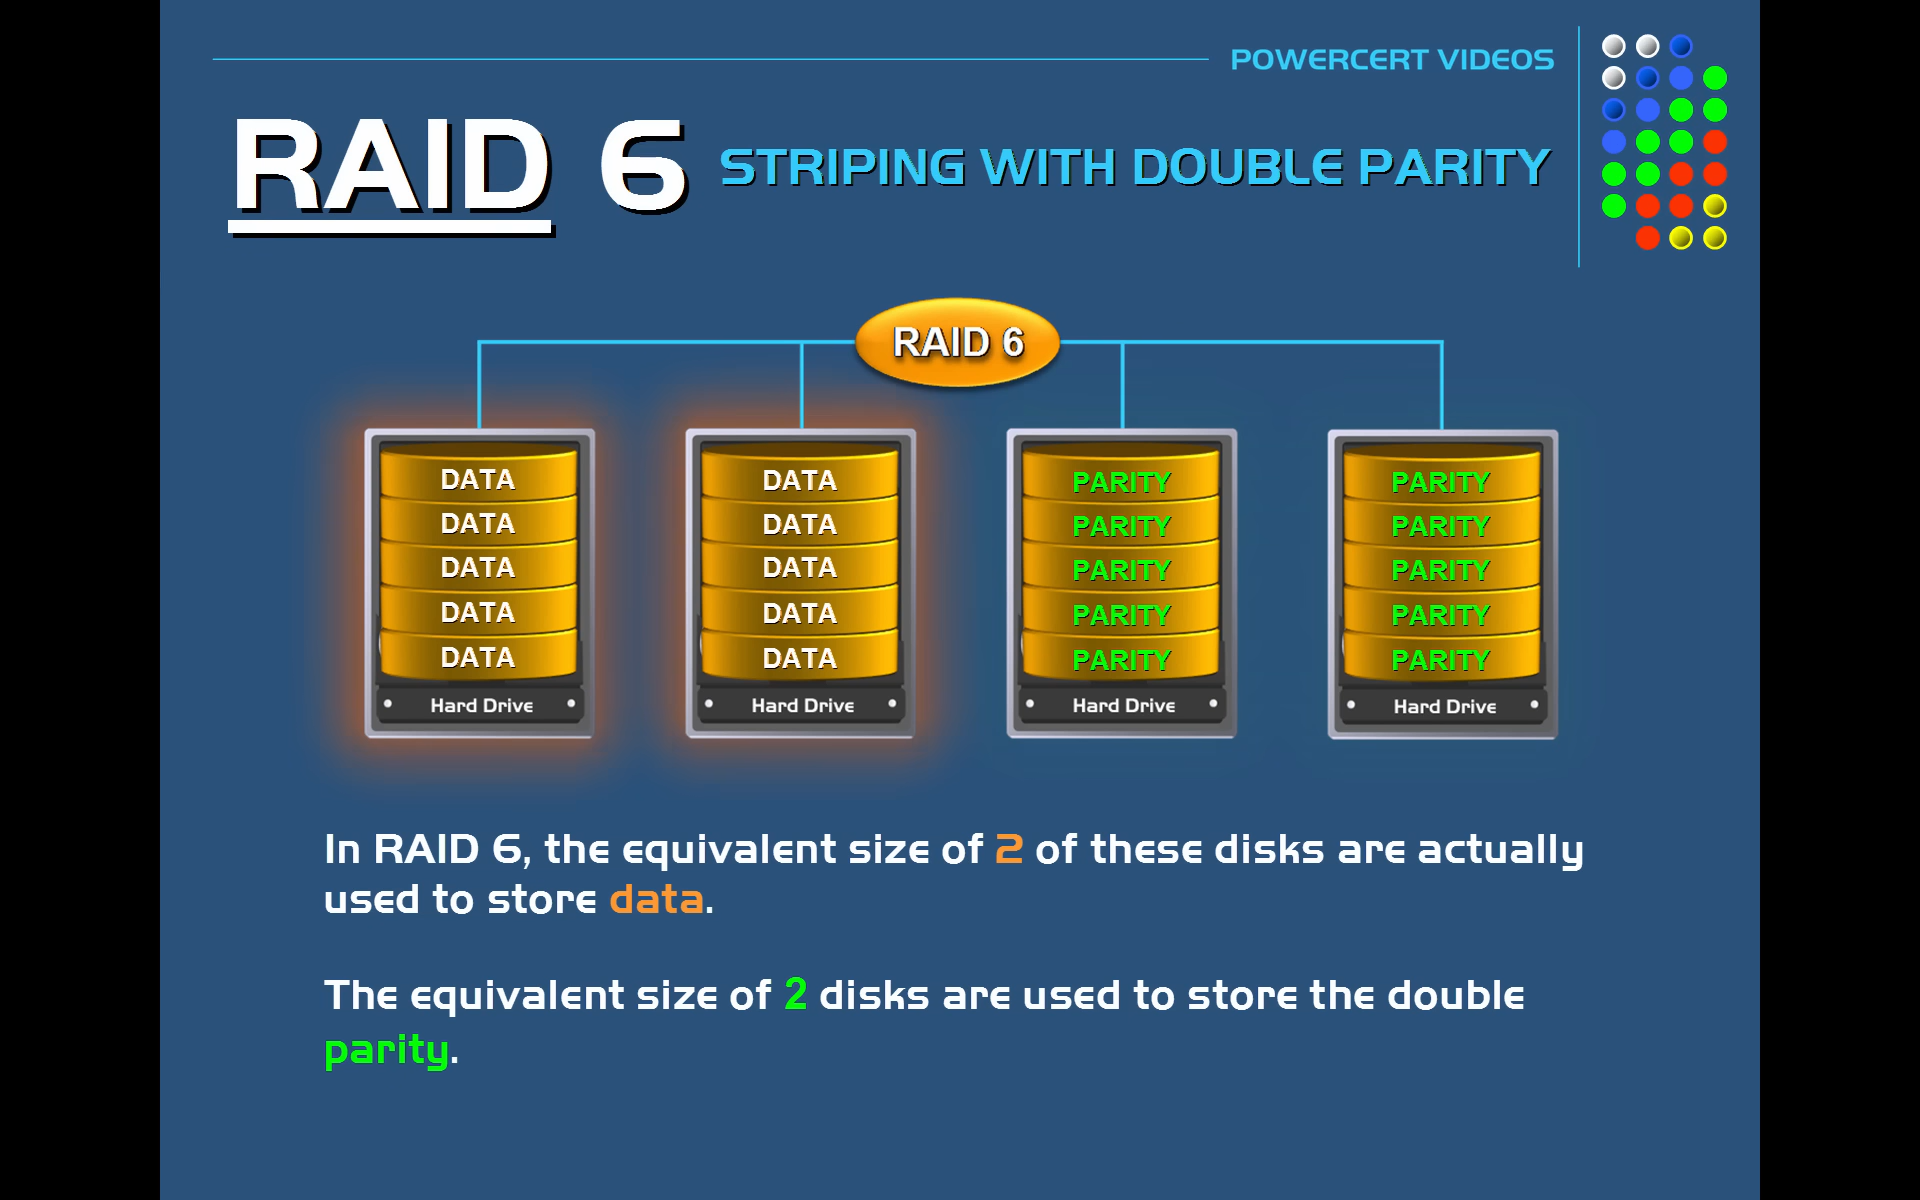 POWERCERT VIDEOS
RAID 6 STRIPING WITH DOUBLE PARITY
RAID 6
DATA DATA PARITY PARITY
DATA DATA PARITY PARITY
DATA DATA PARITY PARITY
DATA DATA PARITY PARITY
DATA DATA PARITY PARITY
Hard Drive Hard Drive Hard Drive Hard Drive
In RAID 6, the equivalent size of 2 of these disks are actually
used to store data.
The equivalent size of 2 disks are used to store the double
parity.